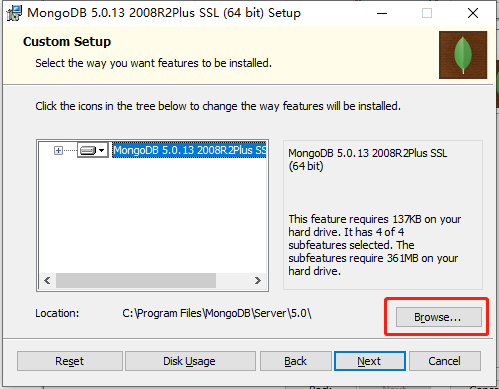 MongoDB 5.0.13 2008R2Plus SSL (64 bit) Setup
Custom Setup
Select the way you want features to be installed.
Click the icons in the tree below to change the way features will be installed.
MongoDB 5.0.13 2008R2Plus SS
MongoDB 5.0.13 2008R2Plus SSL
(64 bit)
This feature requires 137KB on your
hard drive. It has 4 of 4
subfeatures selected. The
subfeatures require 361MB on your
hard drive.
Location: C:\Program Files\MongoDB\Server\5.0\
Browse...
Reset Disk Usage Back Next Cancel